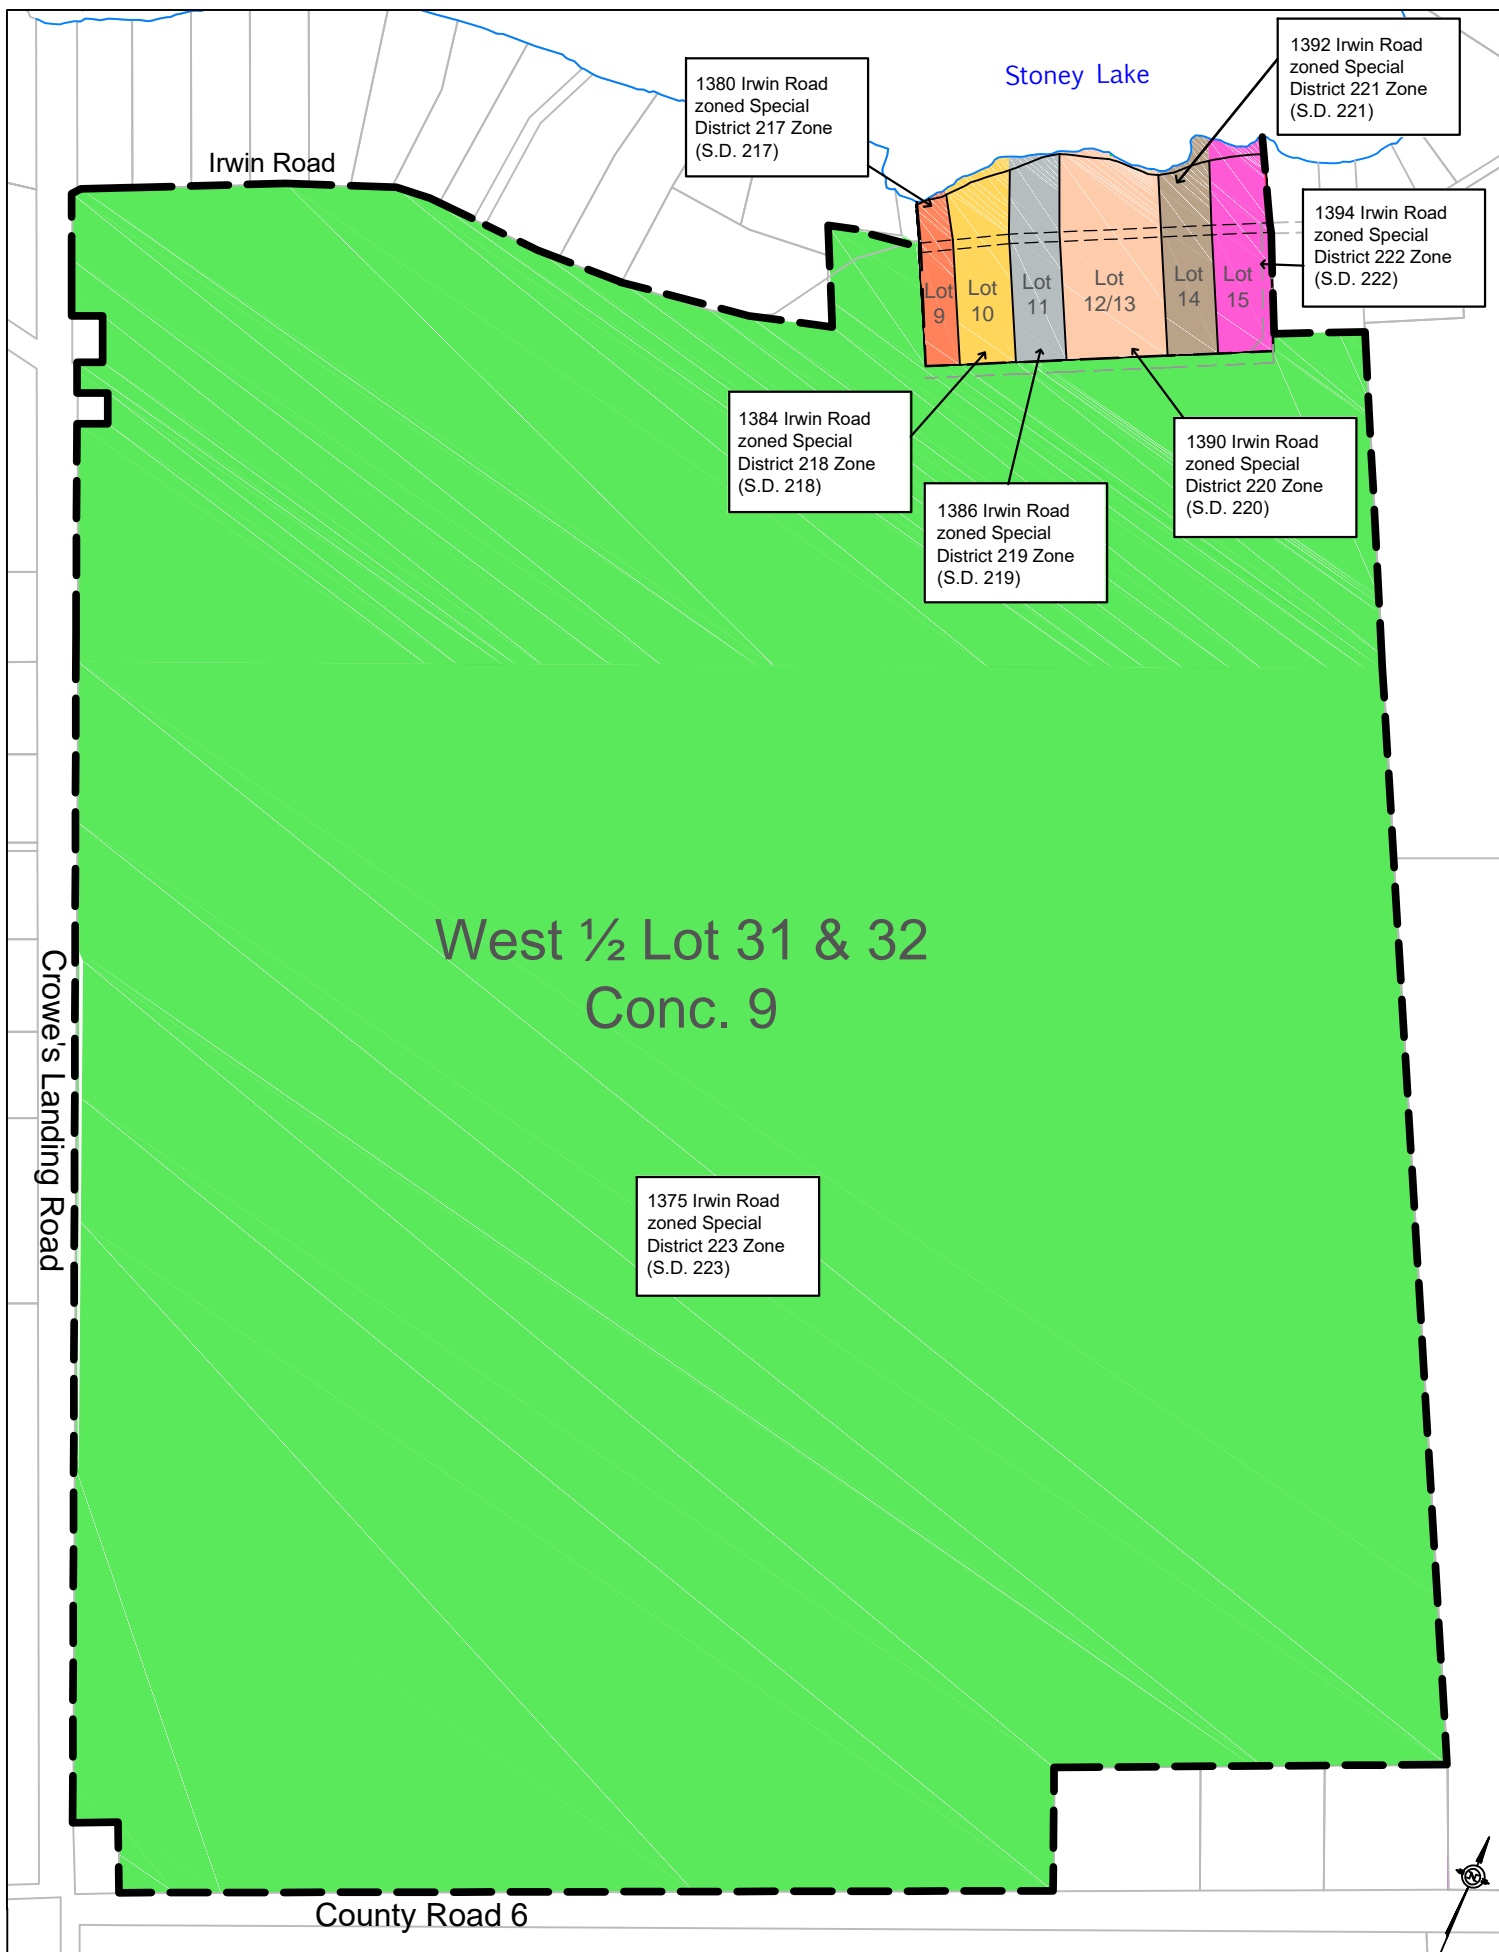 Stoney Lake
1392 Irwin Road
zoned Special
District 221 Zone
(S.D. 221)
1380 Irwin Road
zoned Special
District 217 Zone
(S.D. 217)
Irwin Road
1394 Irwin Road
zoned Special
District 222 Zone
(S.D. 222)
Lot
9
Lot
10
Lot
11
Lot
12/13
Lot
14
Lot
15
1384 Irwin Road
zoned Special
District 218 Zone
(S.D. 218)
1390 Irwin Road
zoned Special
District 220 Zone
(S.D. 220)
1386 Irwin Road
zoned Special
District 219 Zone
(S.D. 219)
West ½ Lot 31 & 32
Conc. 9
Crowe's Landing Road
1375 Irwin Road
zoned Special
District 223 Zone
(S.D. 223)
N
County Road 6